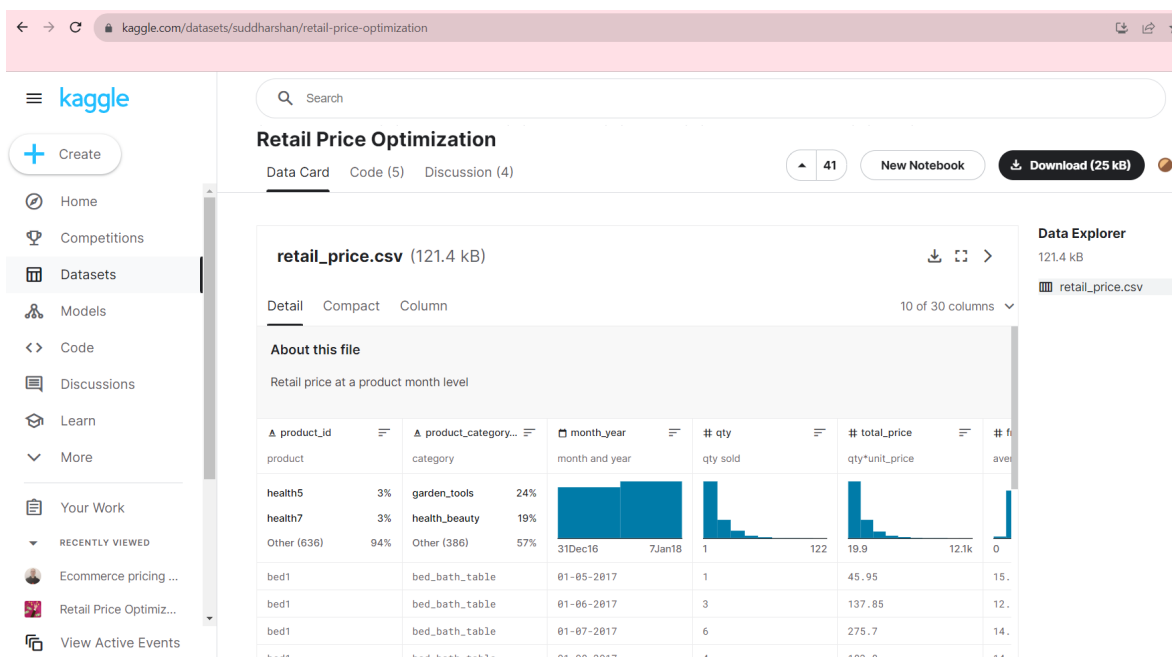 kaggle.com/datasets/suddharshan/retail-price-optimization
kaggle
Search
Create
Home
Competitions
Datasets
Models
Code
Discussions
Learn
More
Your Work
RECENTLY VIEWED
Ecommerce pricing ...
Retail Price Optimiz...
View Active Events
Retail Price Optimization
Data Card Code (5) Discussion (4)
41 New Notebook Download (25 kB)
retail_price.csv (121.4 kB)
Detail Compact Column 10 of 30 columns
About this file
Retail price at a product month level
product_id product_category... month_year # qty # total_price #
product category month and year qty sold qty*unit_price
health5 3% garden_tools 24%
health7 3% health_beauty 19%
Other (636) 94% Other (386) 57% 31Dec16 7Jan18 1 122 19.9 12.1k 0
bed1 bed_bath_table 01-05-2017 1 45.95 15.
bed1 bed_bath_table 01-06-2017 3 137.85 12.
bed1 bed_bath_table 01-07-2017 6 275.7 14.
Data Explorer
121.4 kB
retail_price.csv